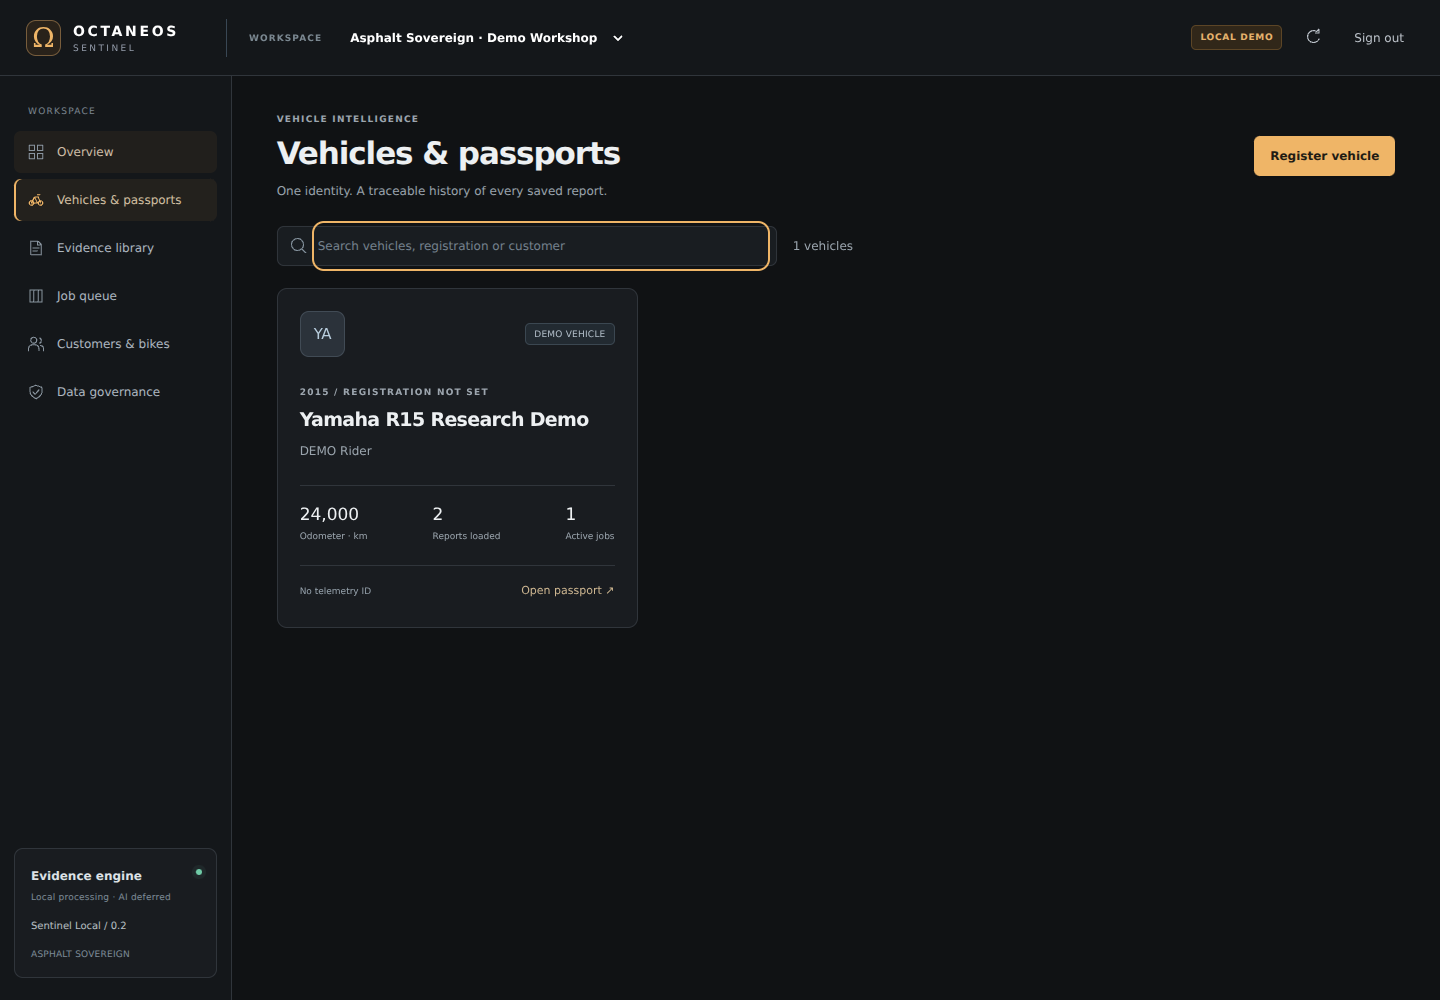 Ω
OCTANEOS
SENTINEL
WORKSPACE
Asphalt Sovereign · Demo Workshop
LOCAL DEMO
Sign out
WORKSPACE
Overview
Vehicles & passports
Evidence library
Job queue
Customers & bikes
Data governance
Evidence engine
Local processing · AI deferred
Sentinel Local / 0.2
ASPHALT SOVEREIGN
VEHICLE INTELLIGENCE
Vehicles & passports
One identity. A traceable history of every saved report.
Register vehicle
Search vehicles, registration or customer
1 vehicles
YA
DEMO VEHICLE
2015 / REGISTRATION NOT SET
Yamaha R15 Research Demo
DEMO Rider
24,000 2 1
Odometer · km Reports loaded Active jobs
No telemetry ID Open passport ↗